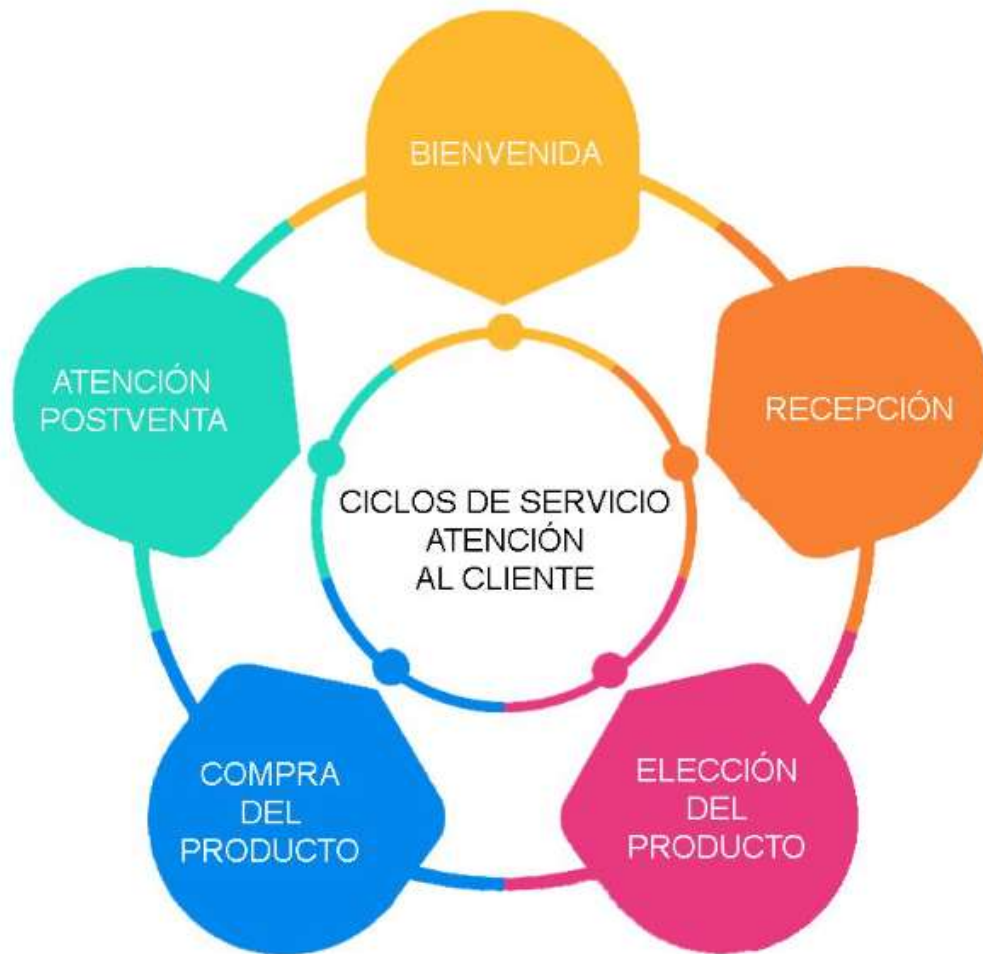 BIENVENIDA
RECEPCIÓN
ELECCIÓN
DEL
PRODUCTO
COMPRA
DEL
PRODUCTO
ATENCIÓN
POSTVENTA
CICLOS DE SERVICIO
ATENCIÓN
AL CLIENTE